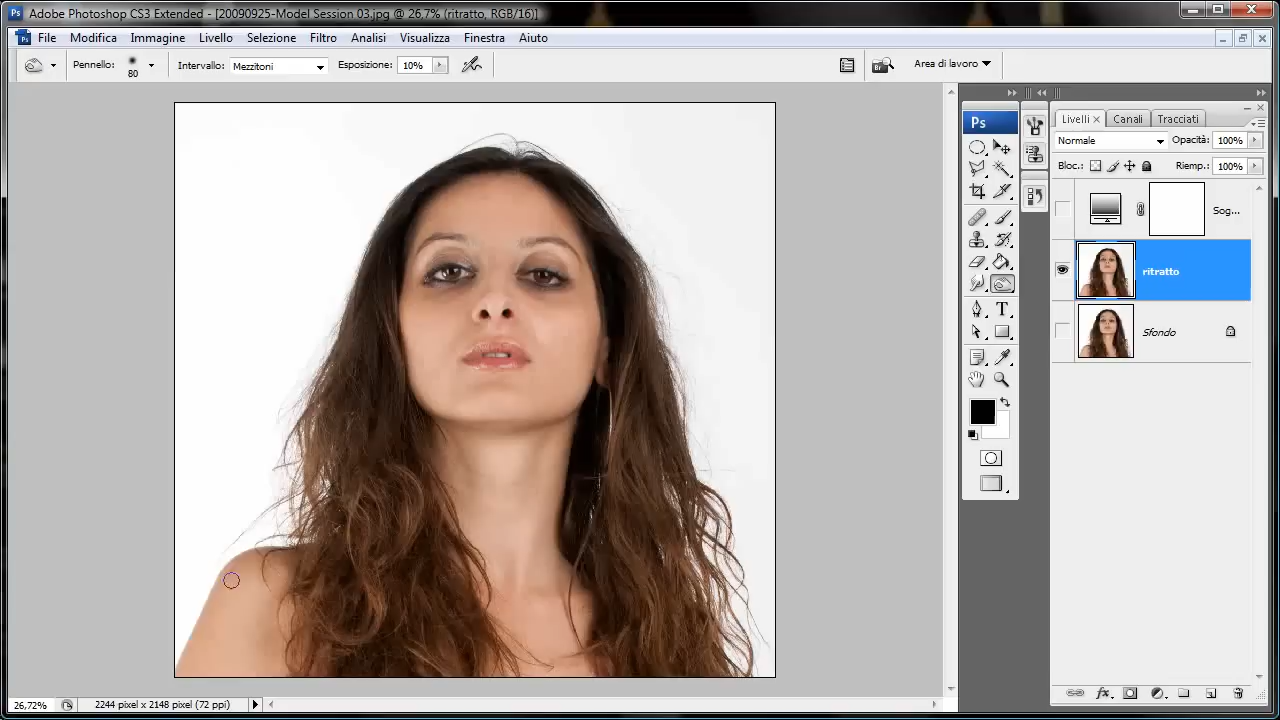 Adobe Photoshop CS3 Extended - [20090925-Model Session 03.jpg @ 26,7% (ritratto, RGB/16)]
File Modifica Immagine Livello Selezione Filtro Analisi Visualizza Finestra Aiuto
Pennello: 80 Intervallo: Mezzitoni Esposizione: 10% Br Area di lavoro
Ps
T
Livelli x Canali Tracciati
Normale Opacità: 100%
Bloc.: Riemp.: 100%
Sog...
ritratto
Sfondo
26,72% 2244 pixel x 2148 pixel (72 ppi)
fx